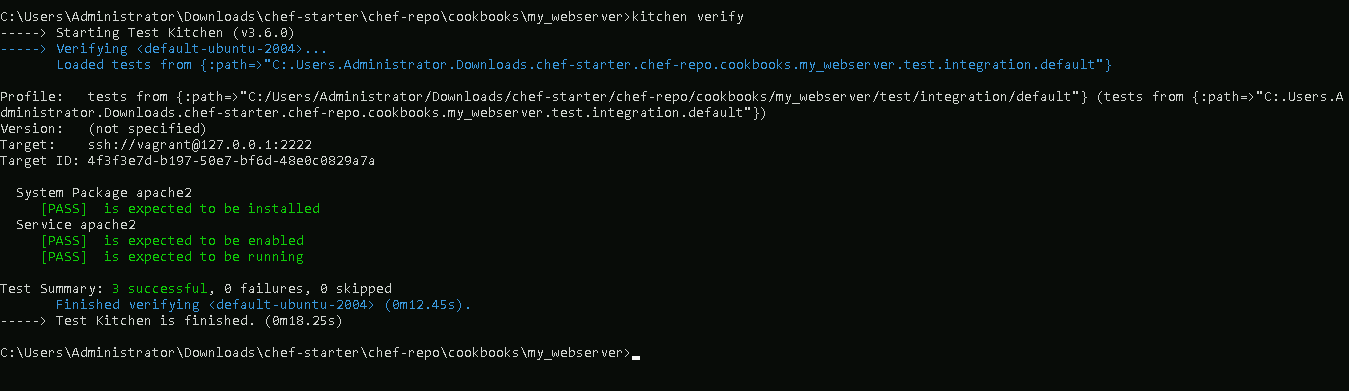 C:\Users\Administrator\Downloads\chef-starter\chef-repo\cookbooks\my_webserver>kitchen verify
-----> Starting Test Kitchen (v3.6.0)
-----> Verifying <default-ubuntu-2004>...
       Loaded tests from {:path=>"C:.Users.Administrator.Downloads.chef-starter.chef-repo.cookbooks.my_webserver.test.integration.default"}

Profile:   tests from {:path=>"C:/Users/Administrator/Downloads/chef-starter/chef-repo/cookbooks/my_webserver/test/integration/default"} (tests from {:path=>"C:.Users.A
dministrator.Downloads.chef-starter.chef-repo.cookbooks.my_webserver.test.integration.default"})
Version:   (not specified)
Target:    ssh://vagrant@127.0.0.1:2222
Target ID: 4f3f3e7d-b197-50e7-bf6d-48e0c0829a7a

  System Package apache2
     [PASS]  is expected to be installed
  Service apache2
     [PASS]  is expected to be enabled
     [PASS]  is expected to be running

Test Summary: 3 successful, 0 failures, 0 skipped
       Finished verifying <default-ubuntu-2004> (0m12.45s).
-----> Test Kitchen is finished. (0m18.25s)

C:\Users\Administrator\Downloads\chef-starter\chef-repo\cookbooks\my_webserver>